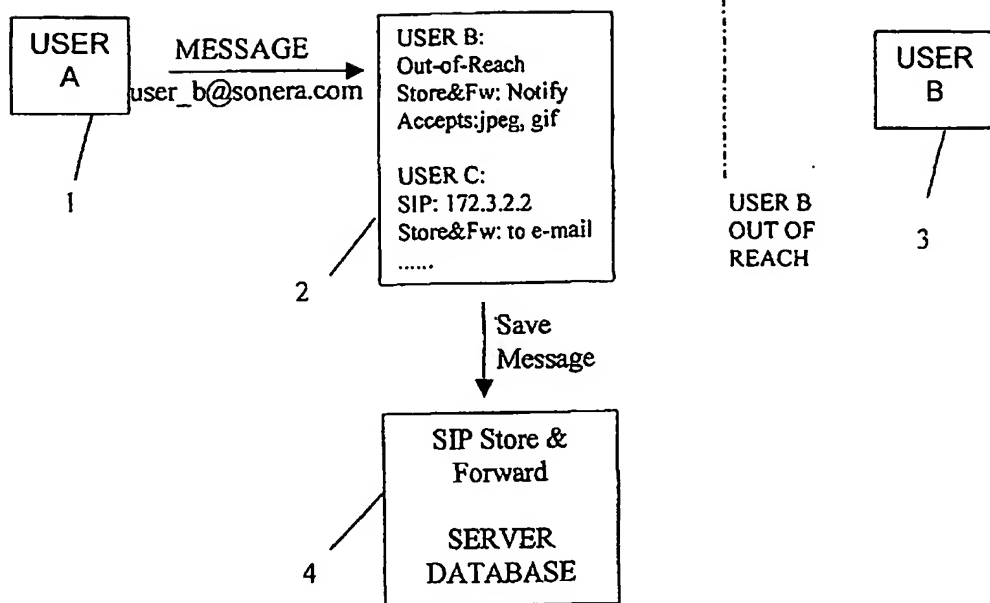 USER
A
MESSAGE
user_b@sonera.com
1
USER B:
Out-of-Reach
Store&Fw: Notify
Accepts:jpeg, gif
USER C:
SIP: 172.3.2.2
Store&Fw: to e-mail
......
2
USER B
OUT OF
REACH
USER
B
3
Save
Message
SIP Store &
Forward
SERVER
DATABASE
4